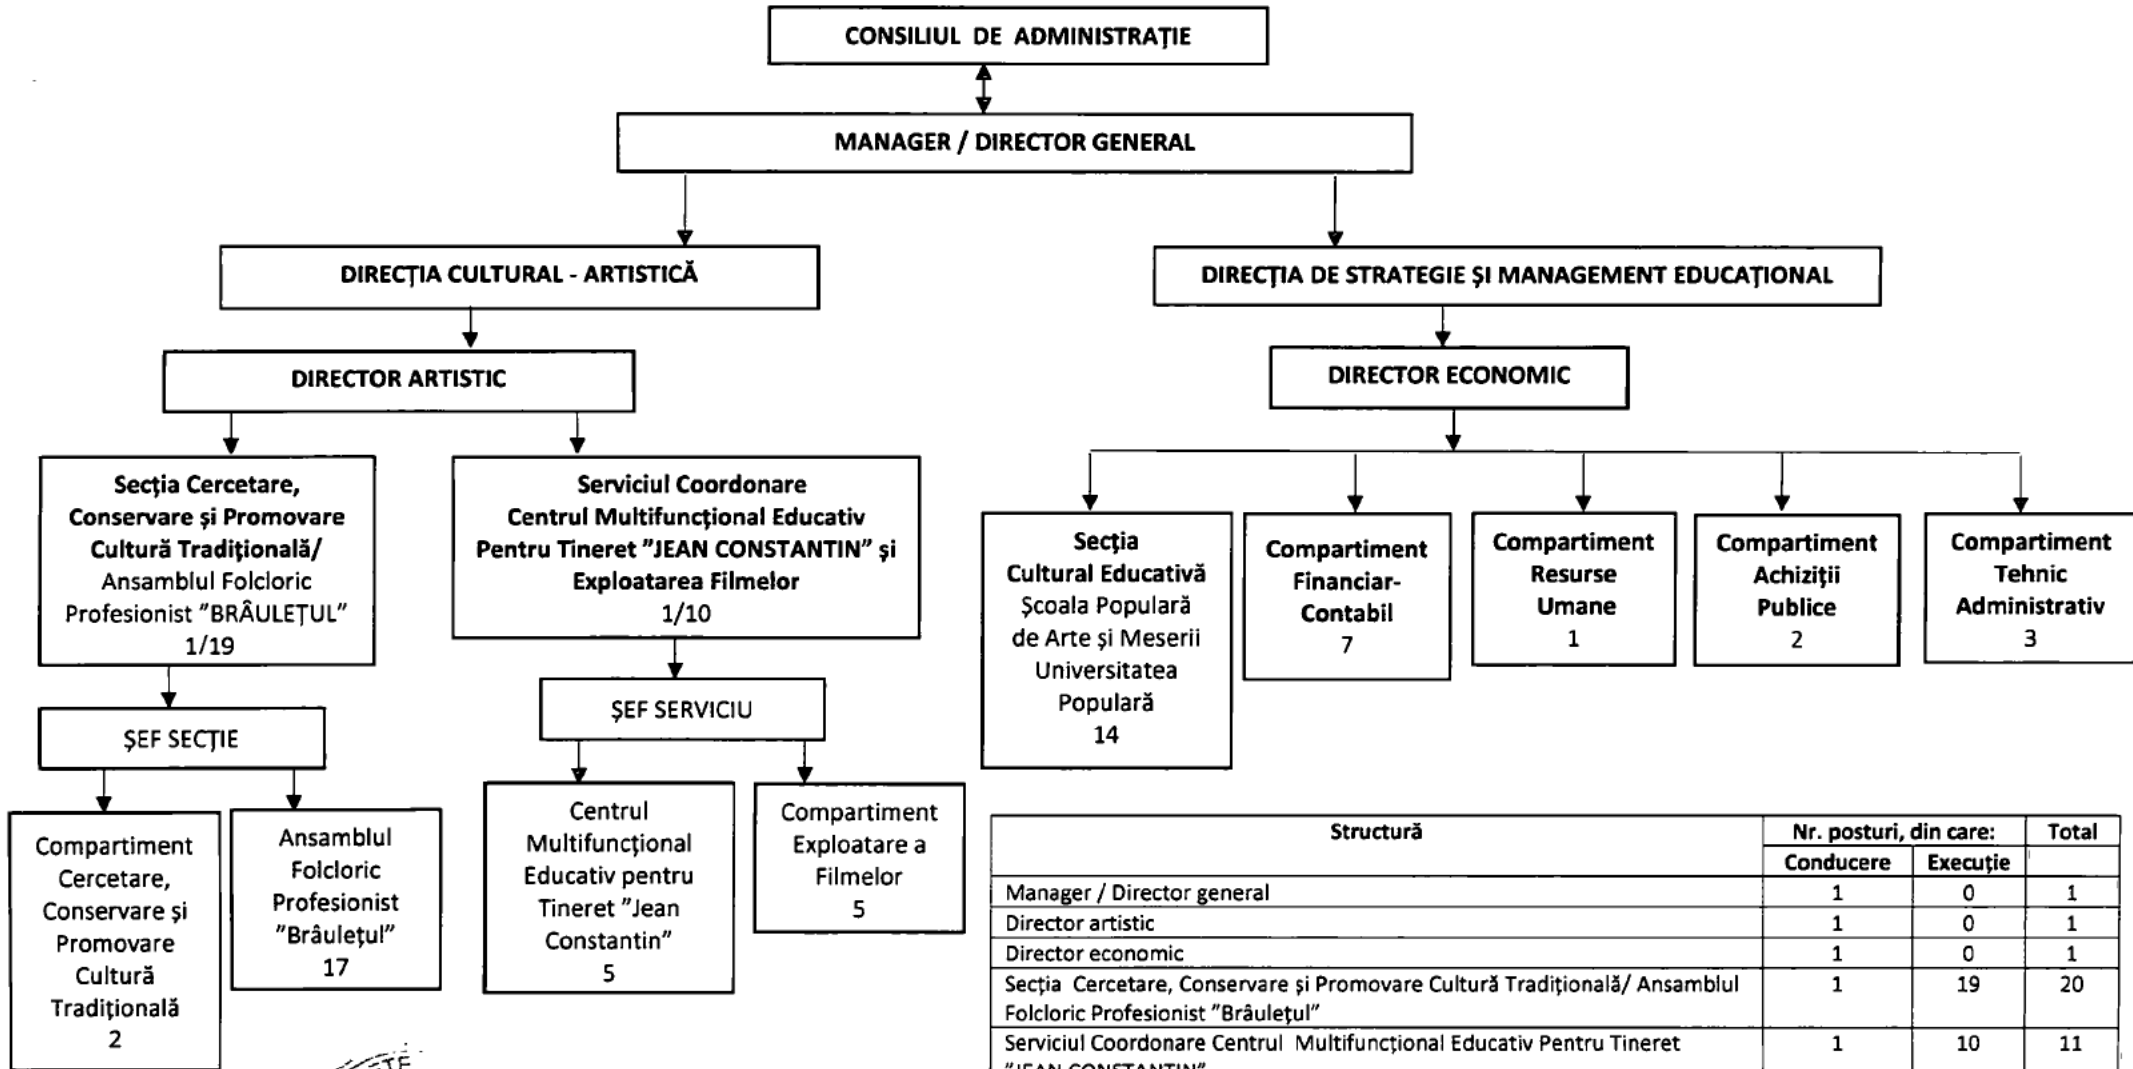 CONSILIUL DE ADMINISTRAȚIE
MANAGER / DIRECTOR GENERAL
DIRECȚIA CULTURAL - ARTISTICĂ
DIRECȚIA DE STRATEGIE ȘI MANAGEMENT EDUCAȚIONAL
DIRECTOR ARTISTIC
DIRECTOR ECONOMIC
Secția Cercetare,
Conservare și Promovare
Cultură Tradițională/
Ansamblul Folcloric
Profesionist "BRÂULEȚUL"
1/19
Serviciul Coordonare
Centrul Multifuncțional Educativ
Pentru Tineret "JEAN CONSTANTIN" și
Exploatarea Filmelor
1/10
Secția
Cultural Educativă
Școala Populară
de Arte și Meserii
Universitatea
Populară
14
Compartiment
Financiar-
Contabil
7
Compartiment
Resurse
Umane
1
Compartiment
Achiziții
Publice
2
Compartiment
Tehnic
Administrativ
3
ȘEF SECȚIE
ȘEF SERVICIU
Compartiment
Cercetare,
Conservare și
Promovare
Cultură
Tradițională
2
Ansamblul
Folcloric
Profesionist
"Brâulețul"
17
Centrul
Multifuncțional
Educativ pentru
Tineret "Jean
Constantin"
5
Compartiment
Exploatare a
Filmelor
5
Structură Nr. posturi, din care: Total
Conducere Execuție
Manager / Director general 1 0 1
Director artistic 1 0 1
Director economic 1 0 1
Secția Cercetare, Conservare și Promovare Cultură Tradițională/ Ansamblul 1 19 20
Folcloric Profesionist "Brâulețul"
Serviciul Coordonare Centrul Multifuncțional Educativ Pentru Tineret 1 10 11
"JEAN CONSTANTIN"